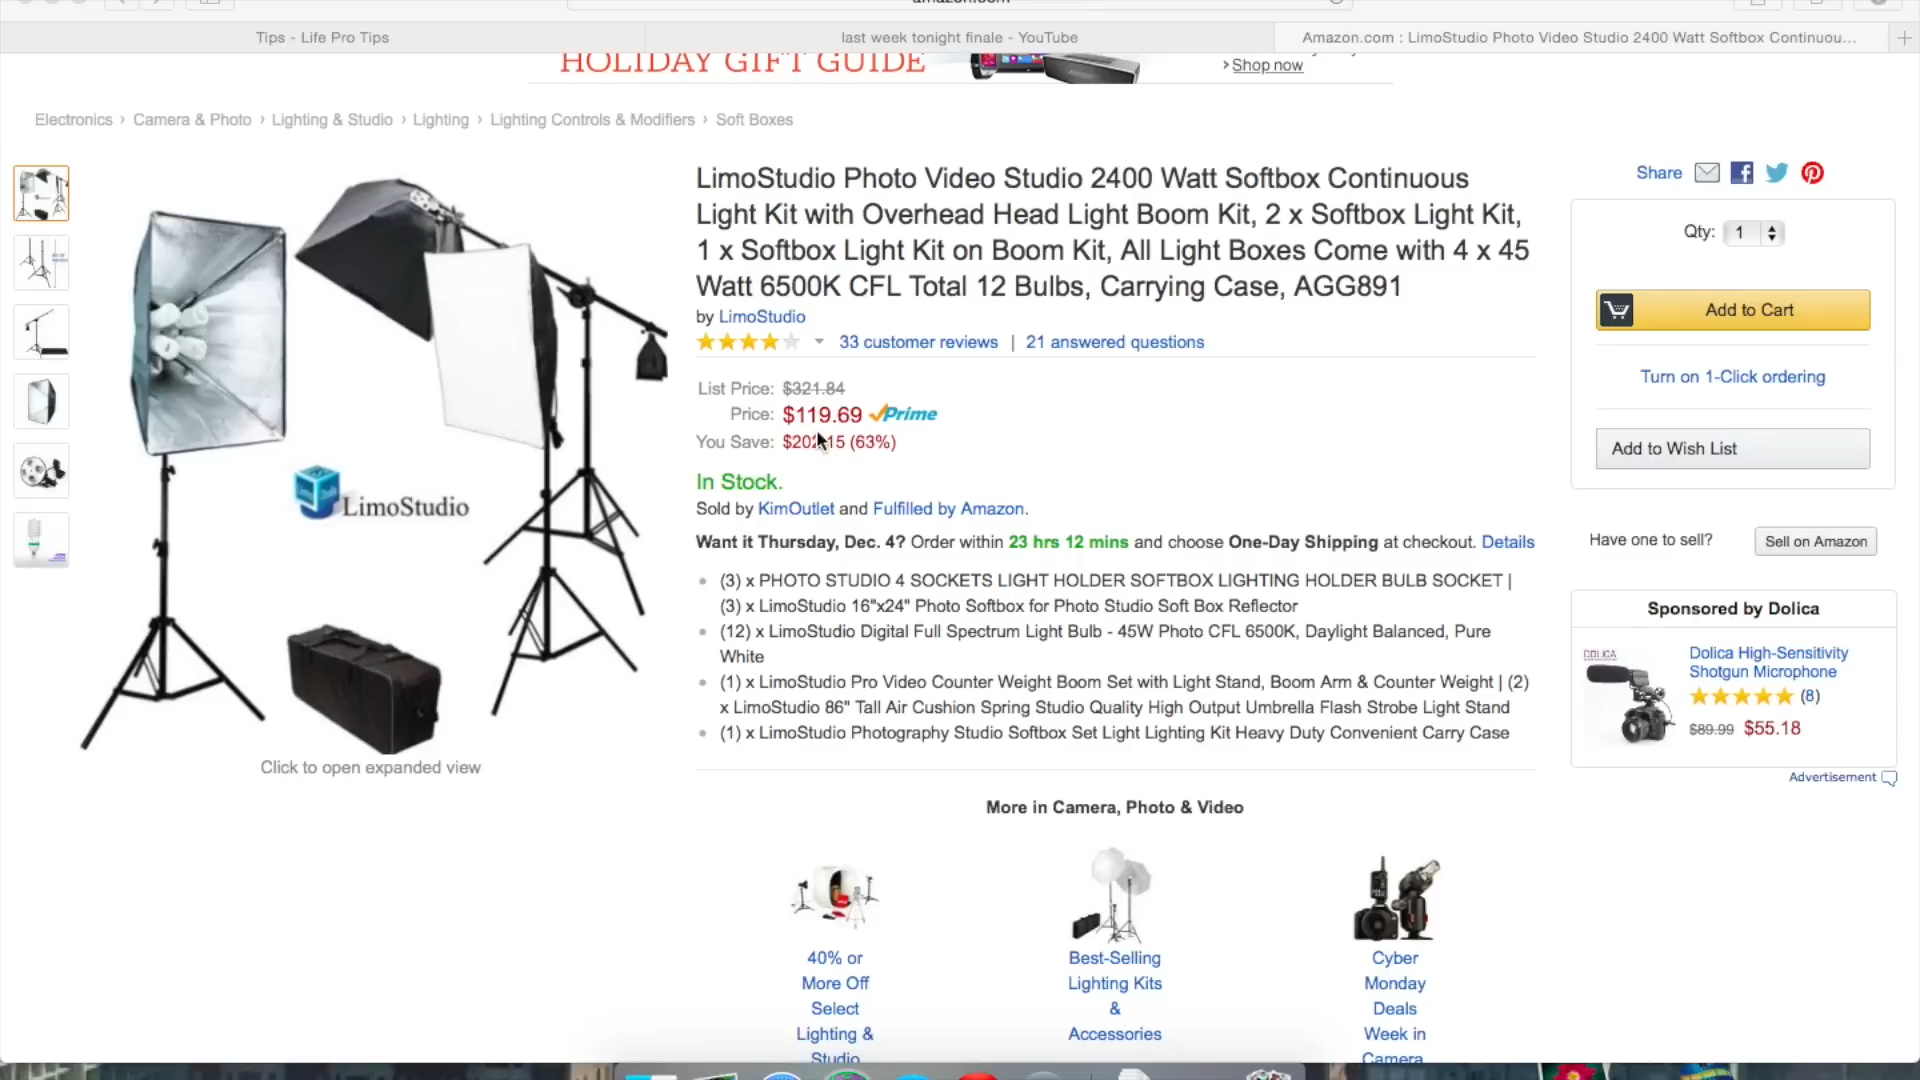 Tips - Life Pro Tips
last week tonight finale - YouTube
Amazon.com : LimoStudio Photo Video Studio 2400 Watt Softbox Continuou...
HOLIDAY GIFT GUIDE
› Shop now
Electronics › Camera & Photo › Lighting & Studio › Lighting › Lighting Controls & Modifiers › Soft Boxes
LimoStudio
Click to open expanded view
LimoStudio Photo Video Studio 2400 Watt Softbox Continuous
Light Kit with Overhead Head Light Boom Kit, 2 x Softbox Light Kit,
1 x Softbox Light Kit on Boom Kit, All Light Boxes Come with 4 x 45
Watt 6500K CFL Total 12 Bulbs, Carrying Case, AGG891
by LimoStudio
33 customer reviews | 21 answered questions
List Price: $321.84
Price: $119.69 Prime
You Save: $202.15 (63%)
In Stock.
Sold by KimOutlet and Fulfilled by Amazon.
Want it Thursday, Dec. 4? Order within 23 hrs 12 mins and choose One-Day Shipping at checkout. Details
(3) x PHOTO STUDIO 4 SOCKETS LIGHT HOLDER SOFTBOX LIGHTING HOLDER BULB SOCKET |
(3) x LimoStudio 16"x24" Photo Softbox for Photo Studio Soft Box Reflector
(12) x LimoStudio Digital Full Spectrum Light Bulb - 45W Photo CFL 6500K, Daylight Balanced, Pure
White
(1) x LimoStudio Pro Video Counter Weight Boom Set with Light Stand, Boom Arm & Counter Weight | (2)
x LimoStudio 86" Tall Air Cushion Spring Studio Quality High Output Umbrella Flash Strobe Light Stand
(1) x LimoStudio Photography Studio Softbox Set Light Lighting Kit Heavy Duty Convenient Carry Case
Share
Qty: 1
Add to Cart
Turn on 1-Click ordering
Add to Wish List
Have one to sell? Sell on Amazon
Sponsored by Dolica
DOLICA
Dolica High-Sensitivity
Shotgun Microphone
(8)
$89.99 $55.18
Advertisement
More in Camera, Photo & Video
40% or
More Off
Select
Lighting &
Studio
Best-Selling
Lighting Kits
&
Accessories
Cyber
Monday
Deals
Week in
Camera,